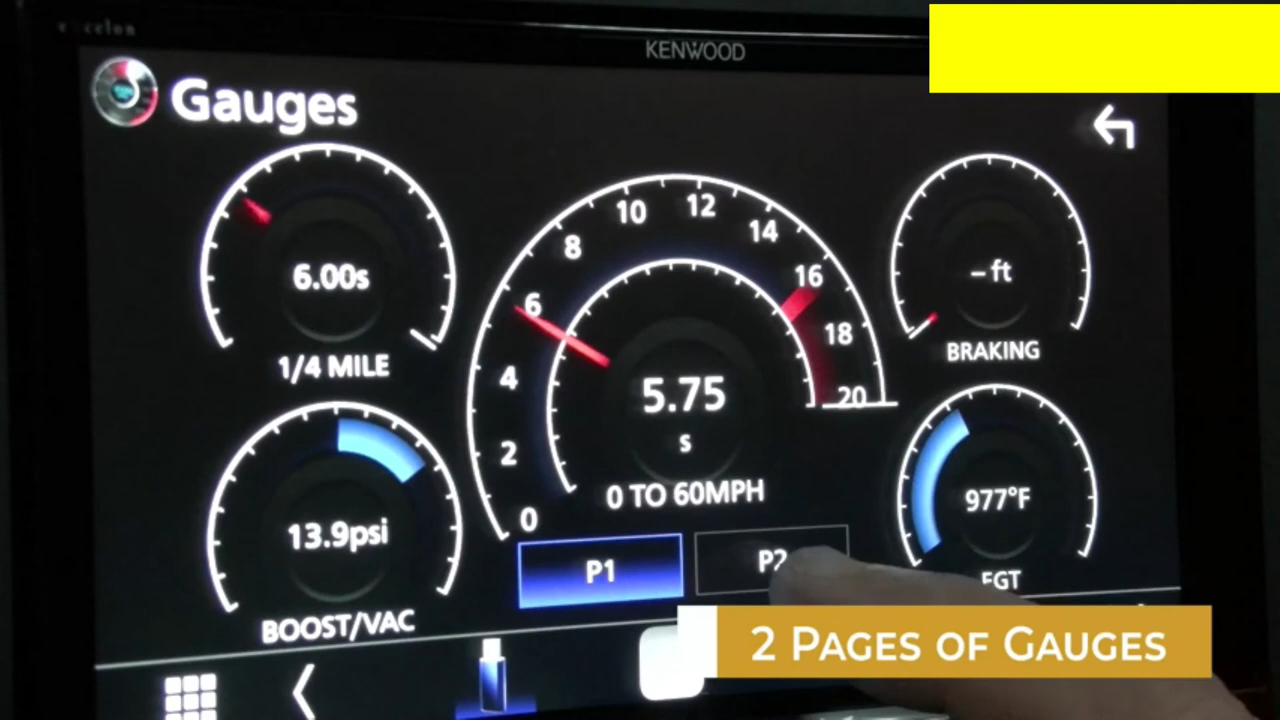 excelon
KENWOOD
Gauges
6.00s
1/4 MILE
0
2
4
6
8
10
12
14
16
18
20
5.75
s
0 TO 60MPH
– ft
BRAKING
13.9psi
BOOST/VAC
977°F
EGT
P1
P2
2 PAGES OF GAUGES